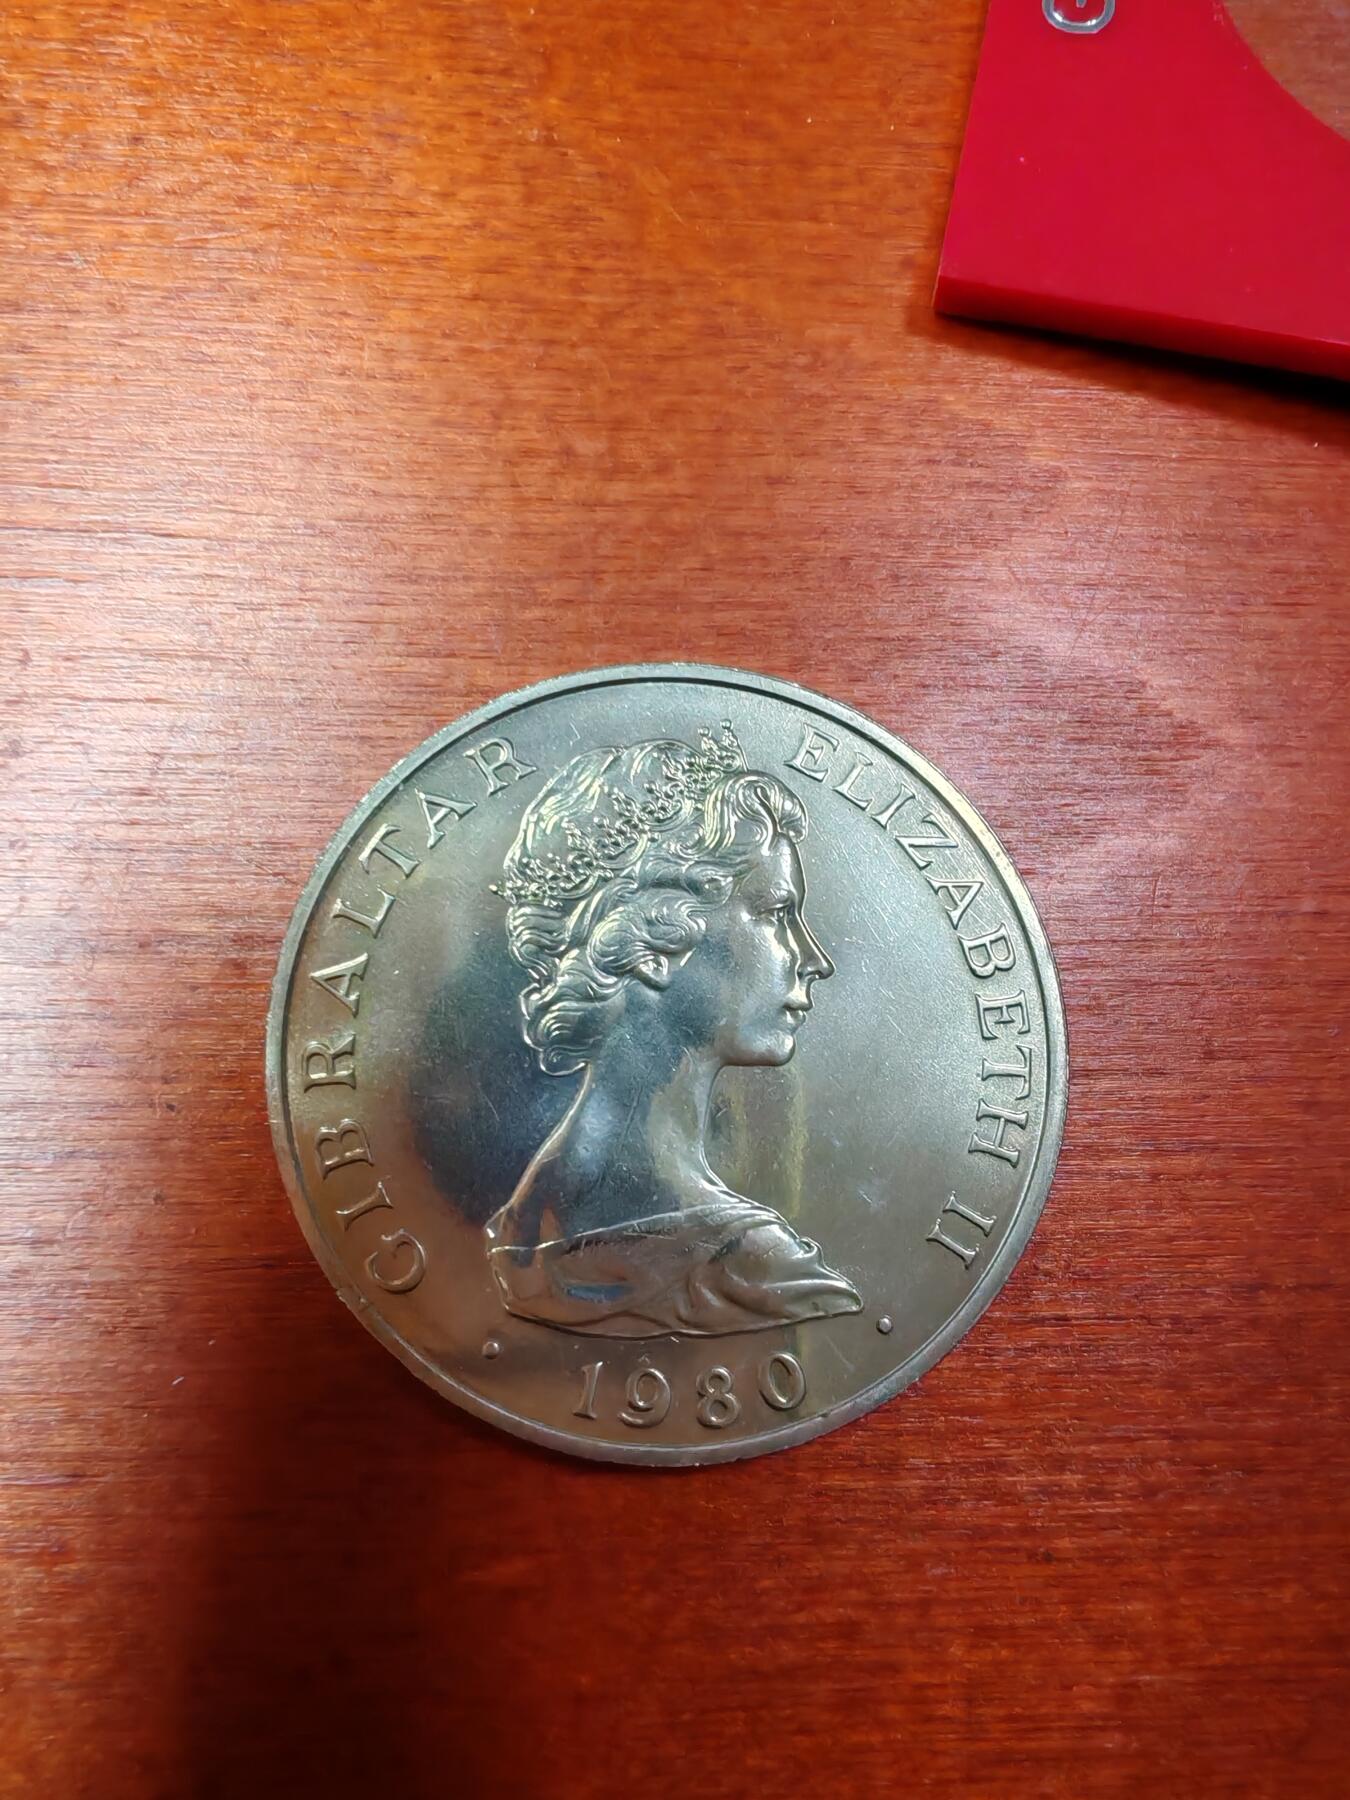 GIBRALTAR ELIZABETH II
• 1980 •